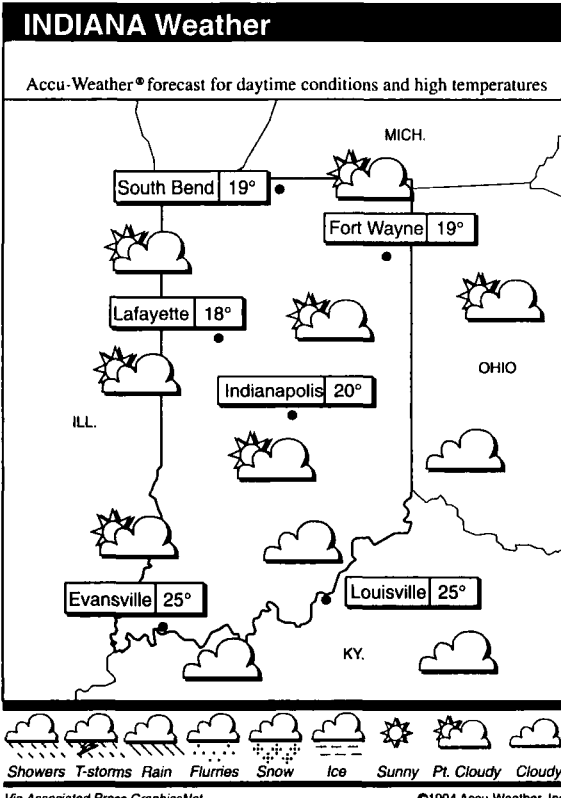 INDIANA Weather
Accu-Weather® forecast for daytime conditions and high temperatures
MICH.
South Bend 19°
Fort Wayne 19°
Lafayette 18°
OHIO
Indianapolis 20°
ILL.
Evansville 25°
Louisville 25°
KY.
Showers T-storms Rain Flurries Snow Ice Sunny Pt. Cloudy Cloudy
Via Associated Press GraphicsNet ©1994 Accu-Weather, Inc